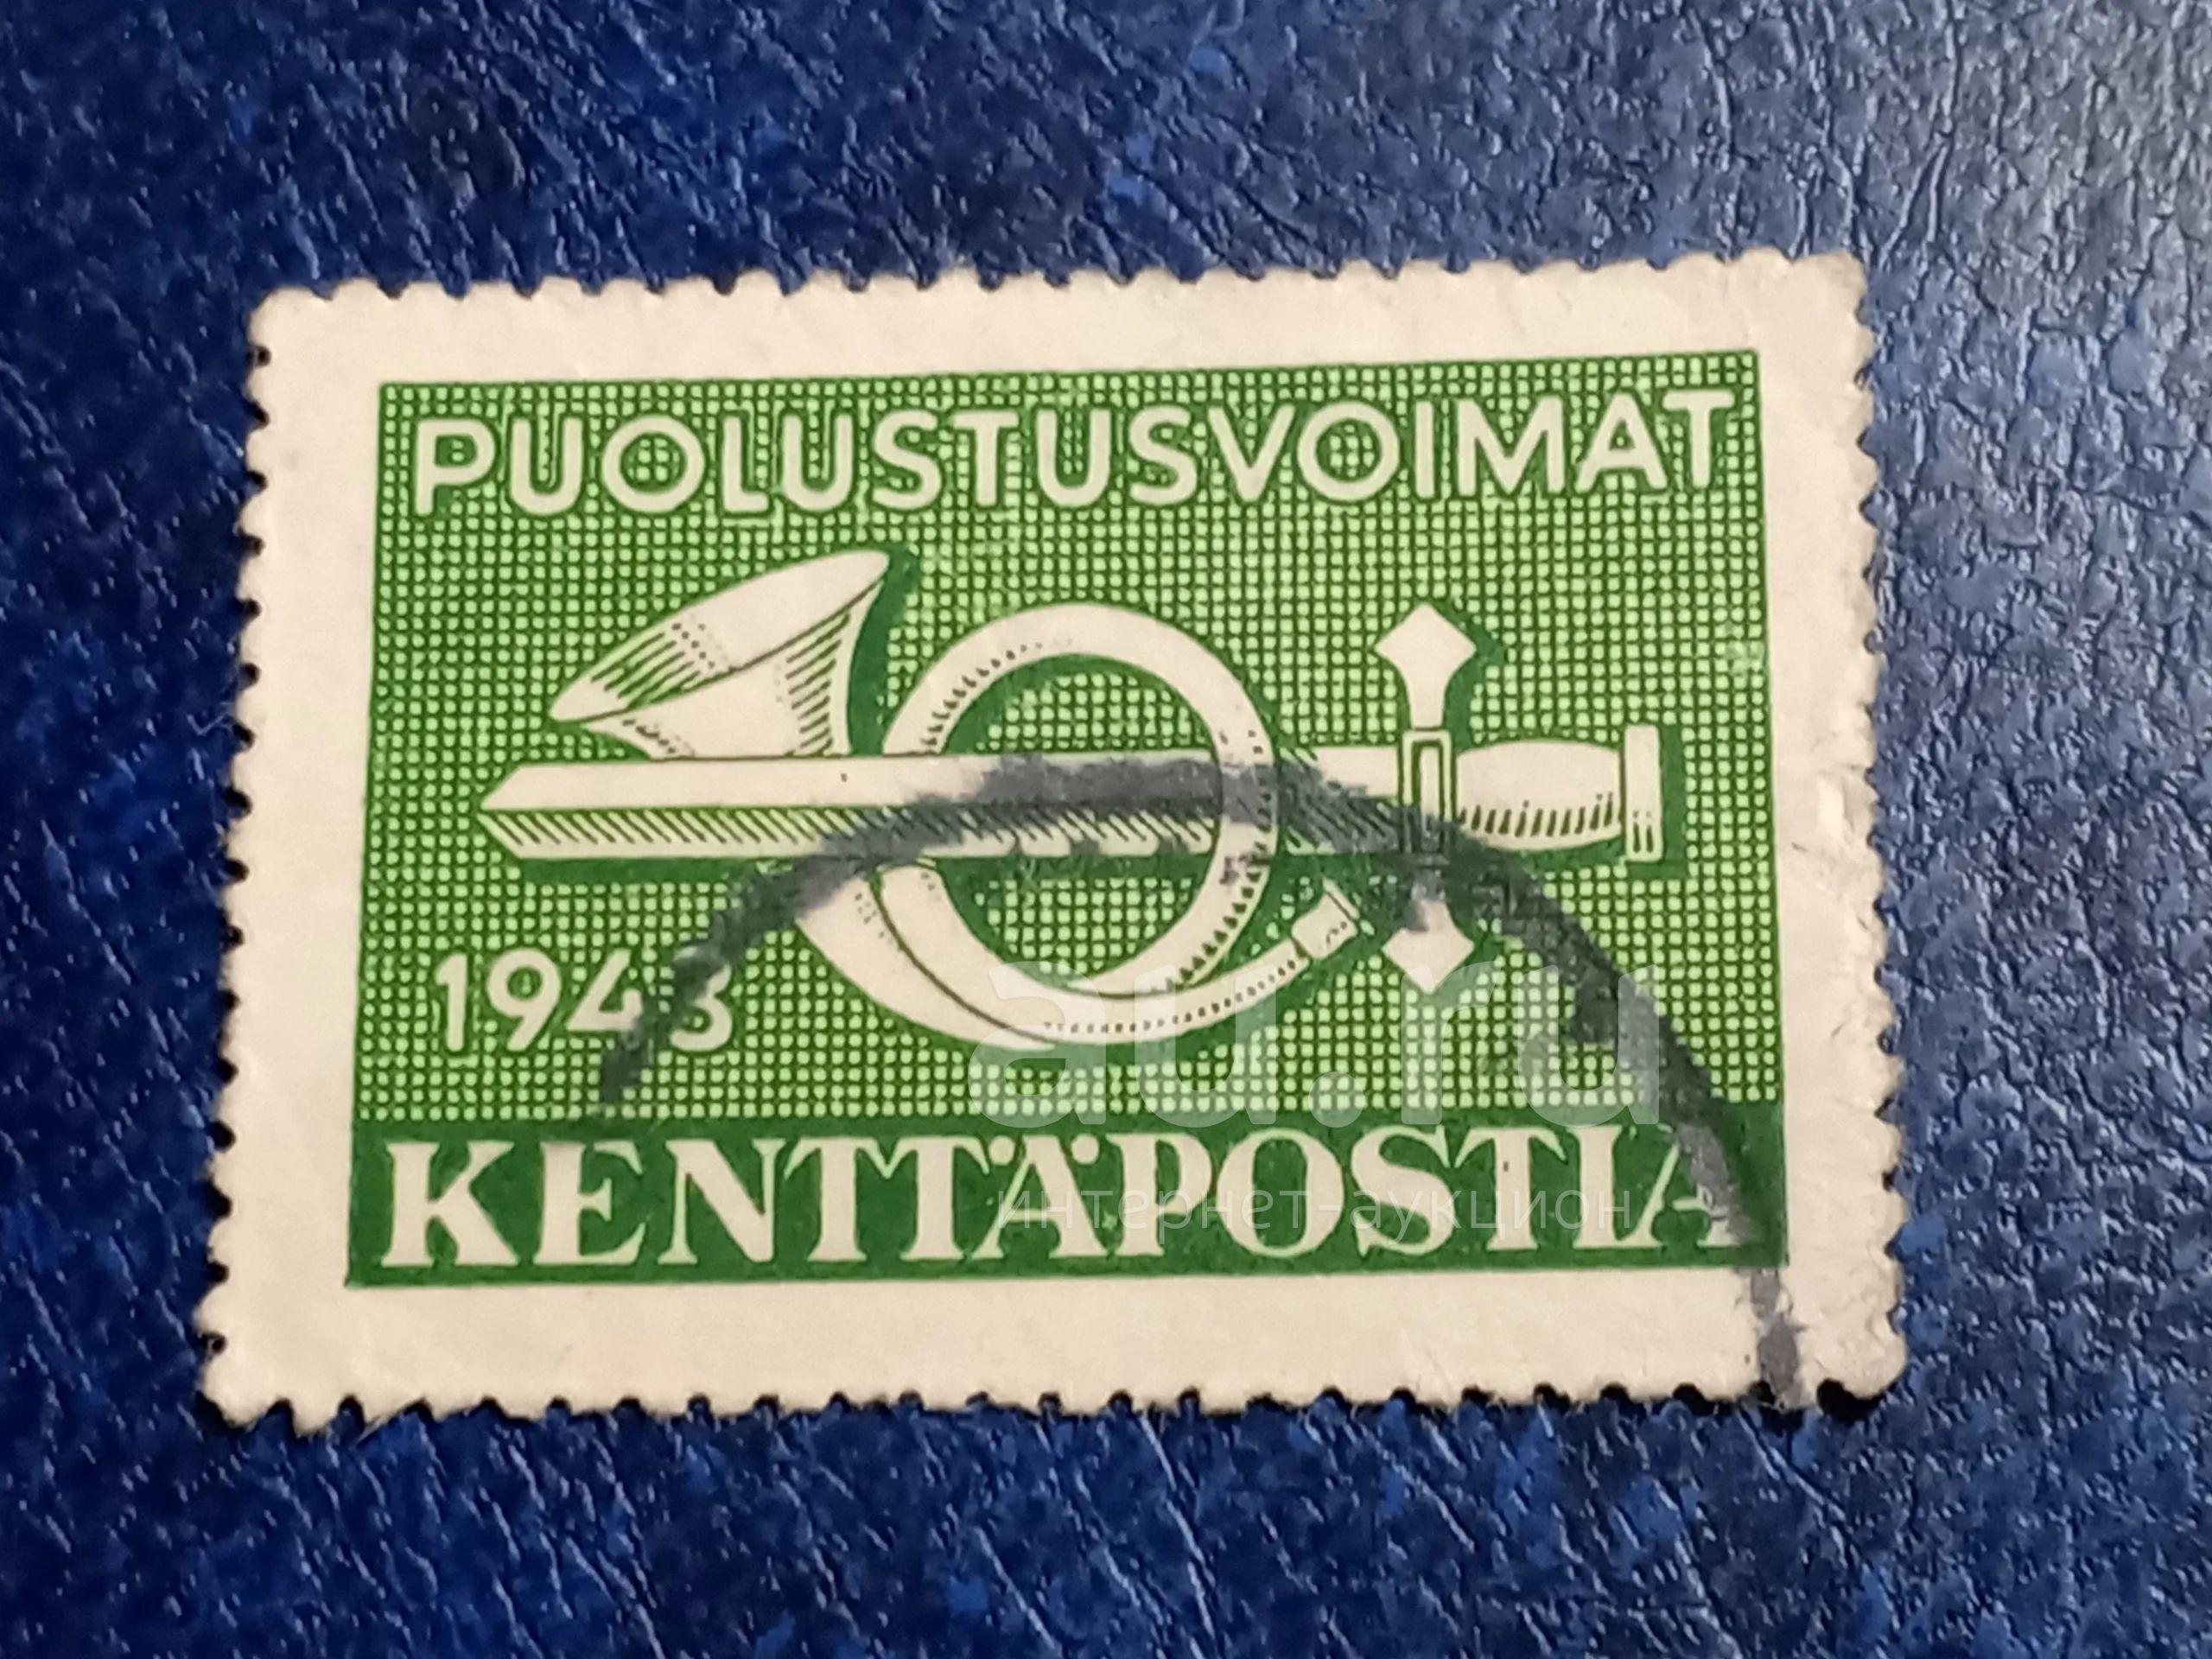 PUOLUSTUSVOIMAT
1943
KENTTÄPOSTIA
au.ru
интернет-аукцион